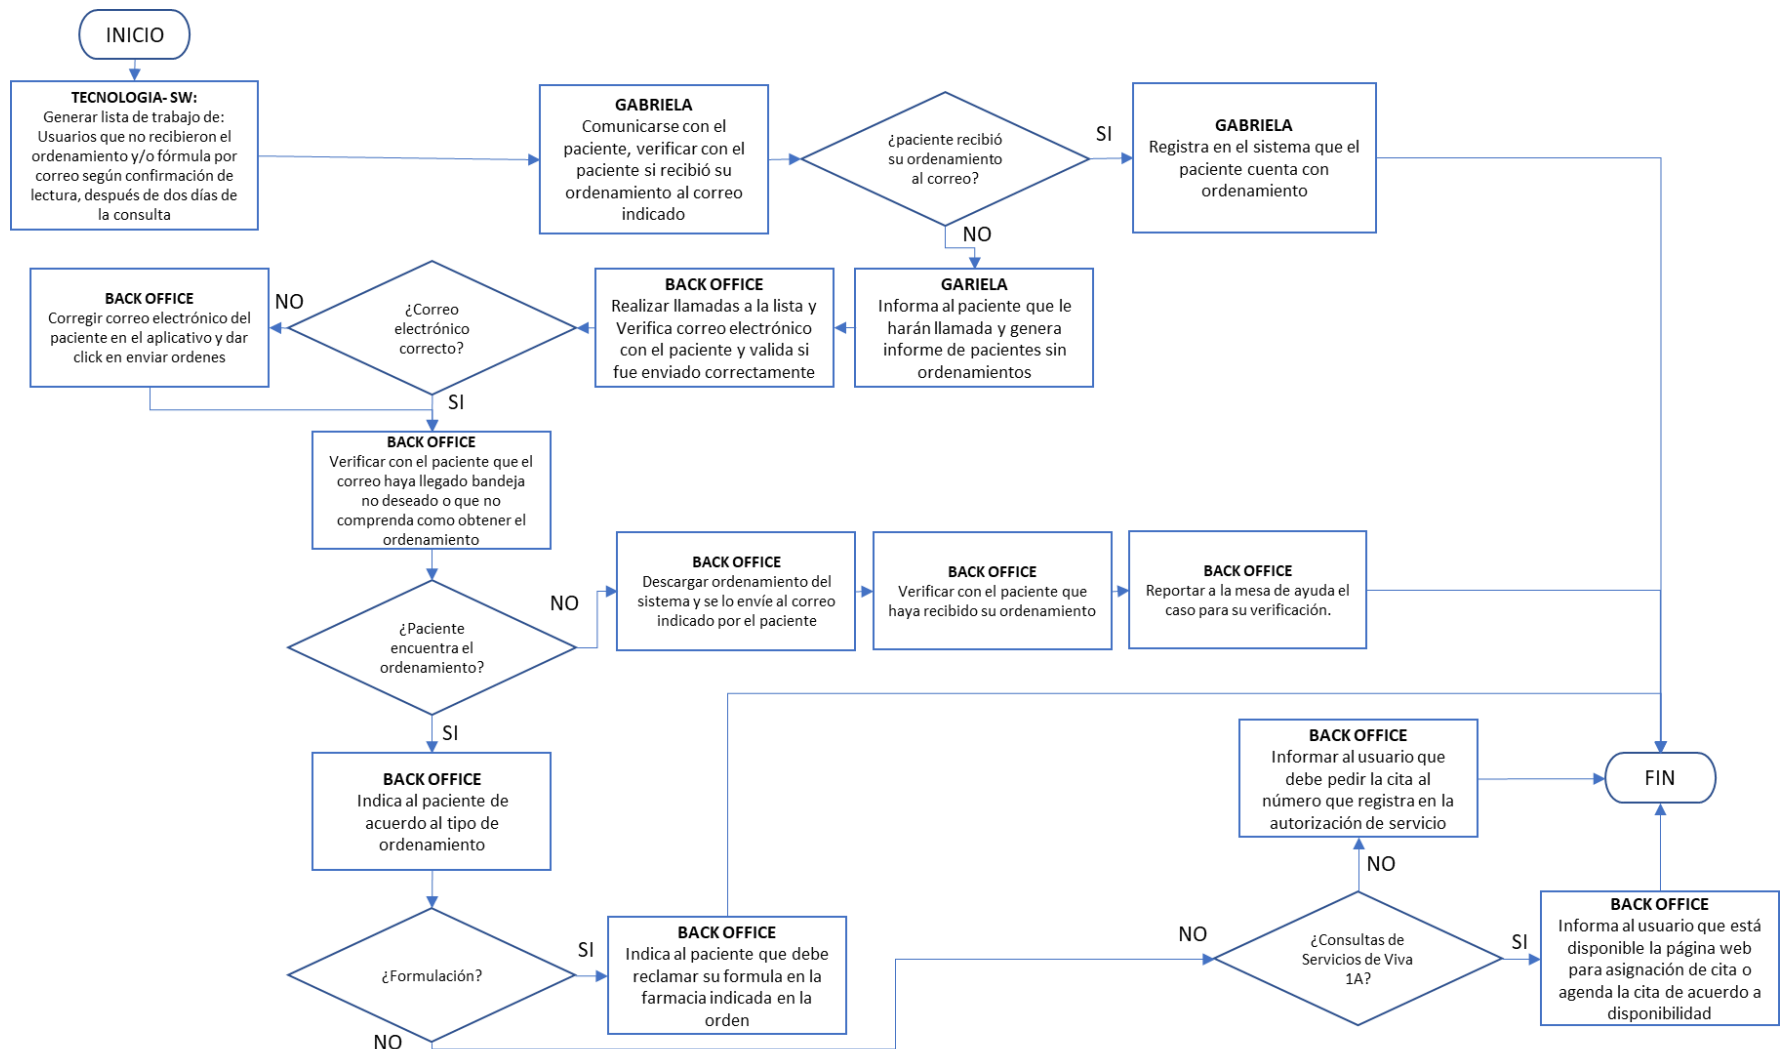 INICIO
TECNOLOGIA- SW:
Generar lista de trabajo de:
Usuarios que no recibieron el
ordenamiento y/o fórmula por
correo según confirmación de
lectura, después de dos días de
la consulta
GABRIELA
Comunicarse con el
paciente, verificar con el
paciente si recibió su
ordenamiento al correo
indicado
¿paciente recibió
su ordenamiento
al correo?
SI
GABRIELA
Registra en el sistema que el
paciente cuenta con
ordenamiento
NO
GARIELA
Informa al paciente que le
harán llamada y genera
informe de pacientes sin
ordenamientos
BACK OFFICE
Realizar llamadas a la lista y
Verifica correo electrónico
con el paciente y valida si
fue enviado correctamente
¿Correo
electrónico
correcto?
NO
BACK OFFICE
Corregir correo electrónico del
paciente en el aplicativo y dar
click en enviar ordenes
SI
BACK OFFICE
Verificar con el paciente que el
correo haya llegado bandeja
no deseado o que no
comprenda como obtener el
ordenamiento
¿Paciente
encuentra el
ordenamiento?
NO
BACK OFFICE
Descargar ordenamiento del
sistema y se lo envíe al correo
indicado por el paciente
BACK OFFICE
Verificar con el paciente que
haya recibido su ordenamiento
BACK OFFICE
Reportar a la mesa de ayuda el
caso para su verificación.
SI
BACK OFFICE
Indica al paciente de
acuerdo al tipo de
ordenamiento
¿Formulación?
SI
BACK OFFICE
Indica al paciente que debe
reclamar su formula en la
farmacia indicada en la
orden
NO
NO
¿Consultas de
Servicios de Viva
1A?
NO
BACK OFFICE
Informar al usuario que
debe pedir la cita al
número que registra en la
autorización de servicio
SI
BACK OFFICE
Informa al usuario que está
disponible la página web
para asignación de cita o
agenda la cita de acuerdo a
disponibilidad
FIN